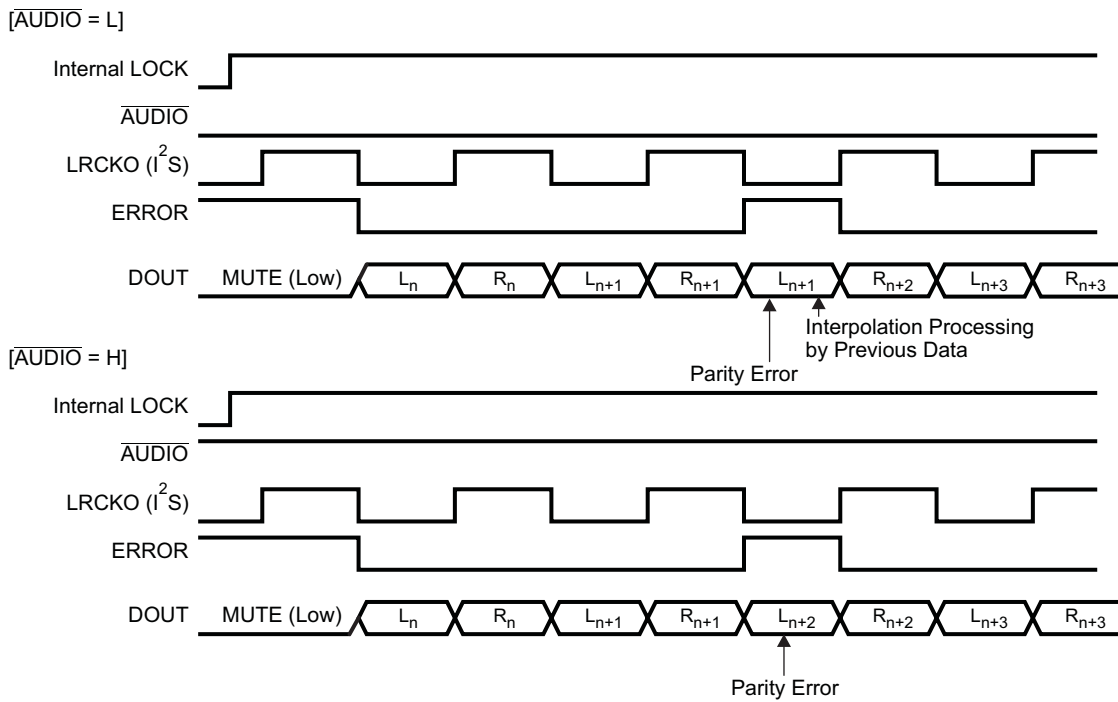 [AUDIO = L]
Internal LOCK
AUDIO
LRCKO (I²S)
ERROR
DOUT MUTE (Low) Lₙ Rₙ Lₙ₊₁ Rₙ₊₁ Lₙ₊₁ Rₙ₊₂ Lₙ₊₃ Rₙ₊₃
Interpolation Processing
by Previous Data
Parity Error
[AUDIO = H]
Internal LOCK
AUDIO
LRCKO (I²S)
ERROR
DOUT MUTE (Low) Lₙ Rₙ Lₙ₊₁ Rₙ₊₁ Lₙ₊₂ Rₙ₊₂ Lₙ₊₃ Rₙ₊₃
Parity Error